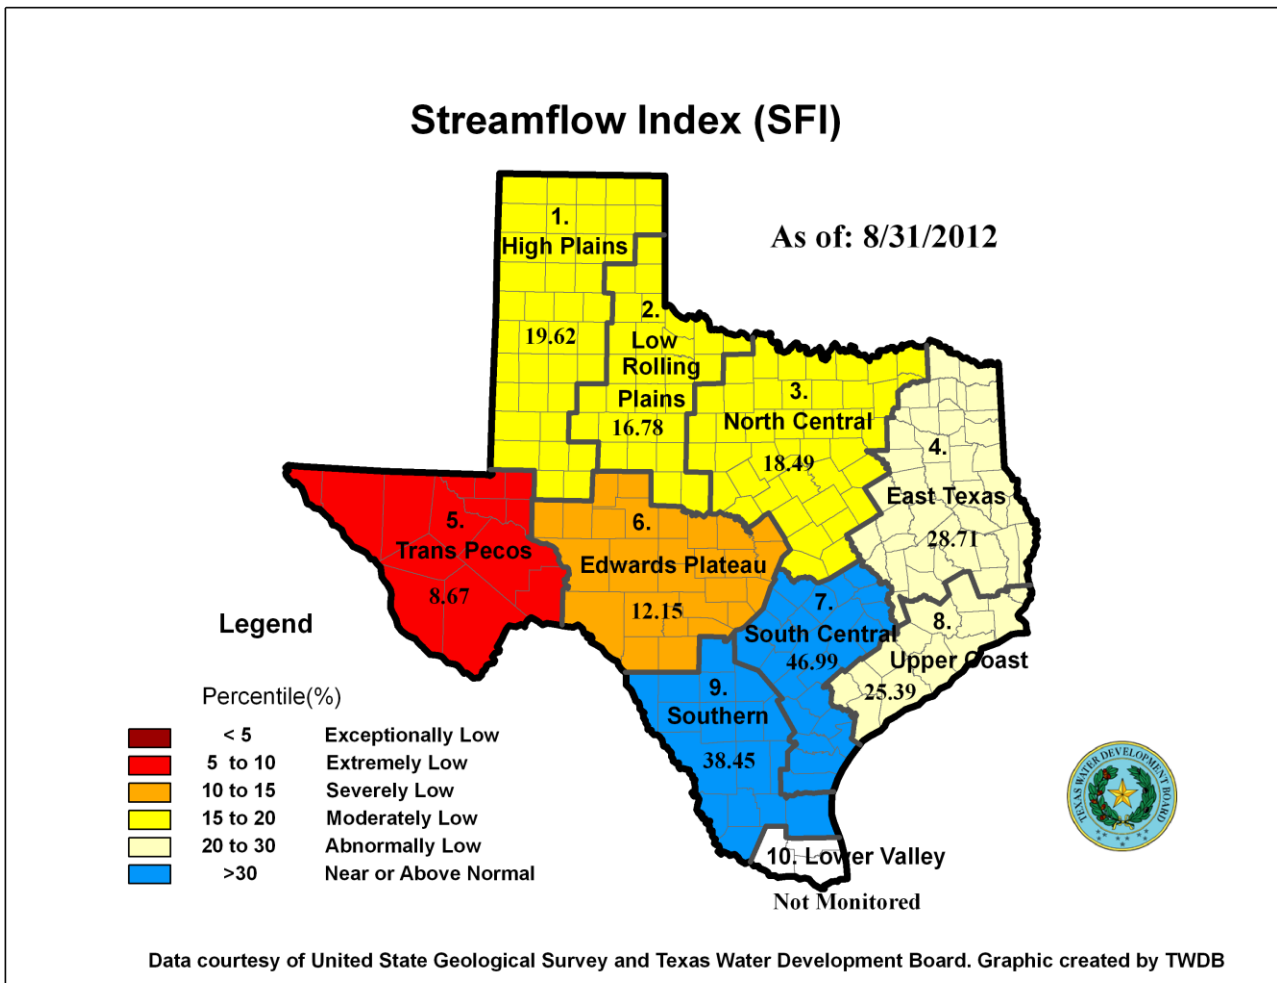 Streamflow Index (SFI)
As of: 8/31/2012
1.
High Plains
19.62
2.
Low
Rolling
Plains
16.78
3.
North Central
18.49
4.
East Texas
28.71
5.
Trans Pecos
8.67
6.
Edwards Plateau
12.15
7.
South Central
46.99
8.
Upper Coast
25.39
9.
Southern
38.45
10. Lower Valley
Not Monitored
Legend
Percentile(%)
< 5 Exceptionally Low
5 to 10 Extremely Low
10 to 15 Severely Low
15 to 20 Moderately Low
20 to 30 Abnormally Low
>30 Near or Above Normal
TEXAS WATER DEVELOPMENT BOARD
Data courtesy of United State Geological Survey and Texas Water Development Board. Graphic created by TWDB